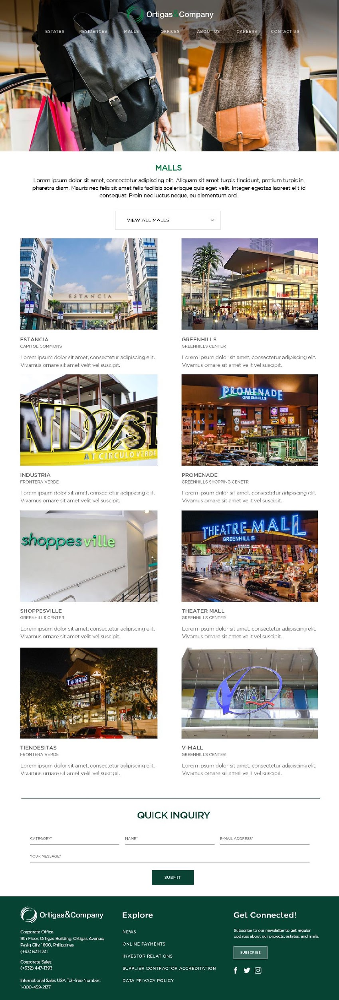 Ortigas&Company
ESTATES RESIDENCES MALLS OFFICES ABOUT US CAREERS CONTACT US
MALLS
Lorem ipsum dolor sit amet, consectetur adipiscing elit. Aliquam sit amet turpis tincidunt, pretium turpis in,
pharetra diam. Mauris nec felis sit amet felis facilisis scelerisque quis eget velit. Integer egestas laoreet elit id
consequat. Proin nec luctus neque, eu elementum orci.
VIEW ALL MALLS
ESTANCIA
ESTANCIA
CAPITOL COMMONS
Lorem ipsum dolor sit amet, consectetur adipiscing elit.
Vivamus ornare sit amet velit vel suscipit.
GREENHILLS
GREENHILLS CENTER
Lorem ipsum dolor sit amet, consectetur adipiscing elit.
Vivamus ornare sit amet velit vel suscipit.
NDUST
AT CIRCULO VERDE
INDUSTRIA
FRONTERA VERDE
Lorem ipsum dolor sit amet, consectetur adipiscing elit.
Vivamus ornare sit amet velit vel suscipit.
PROMENADE
GREENHILLS
NOW
OPEN
PROMENADE
GREENHILLS SHOPPING CENETR
Lorem ipsum dolor sit amet, consectetur adipiscing elit.
Vivamus ornare sit amet velit vel suscipit.
shoppesville
SHOPPESVILLE
GREENHILLS CENTER
Lorem ipsum dolor sit amet, consectetur adipiscing elit.
Vivamus ornare sit amet velit vel suscipit.
THEATRE MALL
GREENHILLS
THEATER MALL
GREENHILLS CENTER
Lorem ipsum dolor sit amet, consectetur adipiscing elit.
Vivamus ornare sit amet velit vel suscipit.
TIENDESITAS
TIENDESITAS
FRONTERA VERDE
Lorem ipsum dolor sit amet, consectetur adipiscing elit.
Vivamus ornare sit amet velit vel suscipit.
V MALL
V-MALL
GREENHILLS CENTER
Lorem ipsum dolor sit amet, consectetur adipiscing elit.
Vivamus ornare sit amet velit vel suscipit.
QUICK INQUIRY
CATEGORY* NAME* E-MAIL ADDRESS*
YOUR MESSAGE*
SUBMIT
Ortigas&Company
Corporate Office
9th Floor, Ortigas Building, Ortigas Avenue,
Pasig City, 1600, Philippines
(+63) 631-1231
Corporate Sales:
(+632) 447-1393
International Sales USA Toll-free Number:
1-800-459-2137
Explore
NEWS
ONLINE PAYMENTS
INVESTOR RELATIONS
SUPPLIER CONTRACTOR ACCREDITATION
DATA PRIVACY POLICY
Get Connected!
Subscribe to our newsletter to get regular
updates about our projects, estates, and malls.
SUBSCRIBE